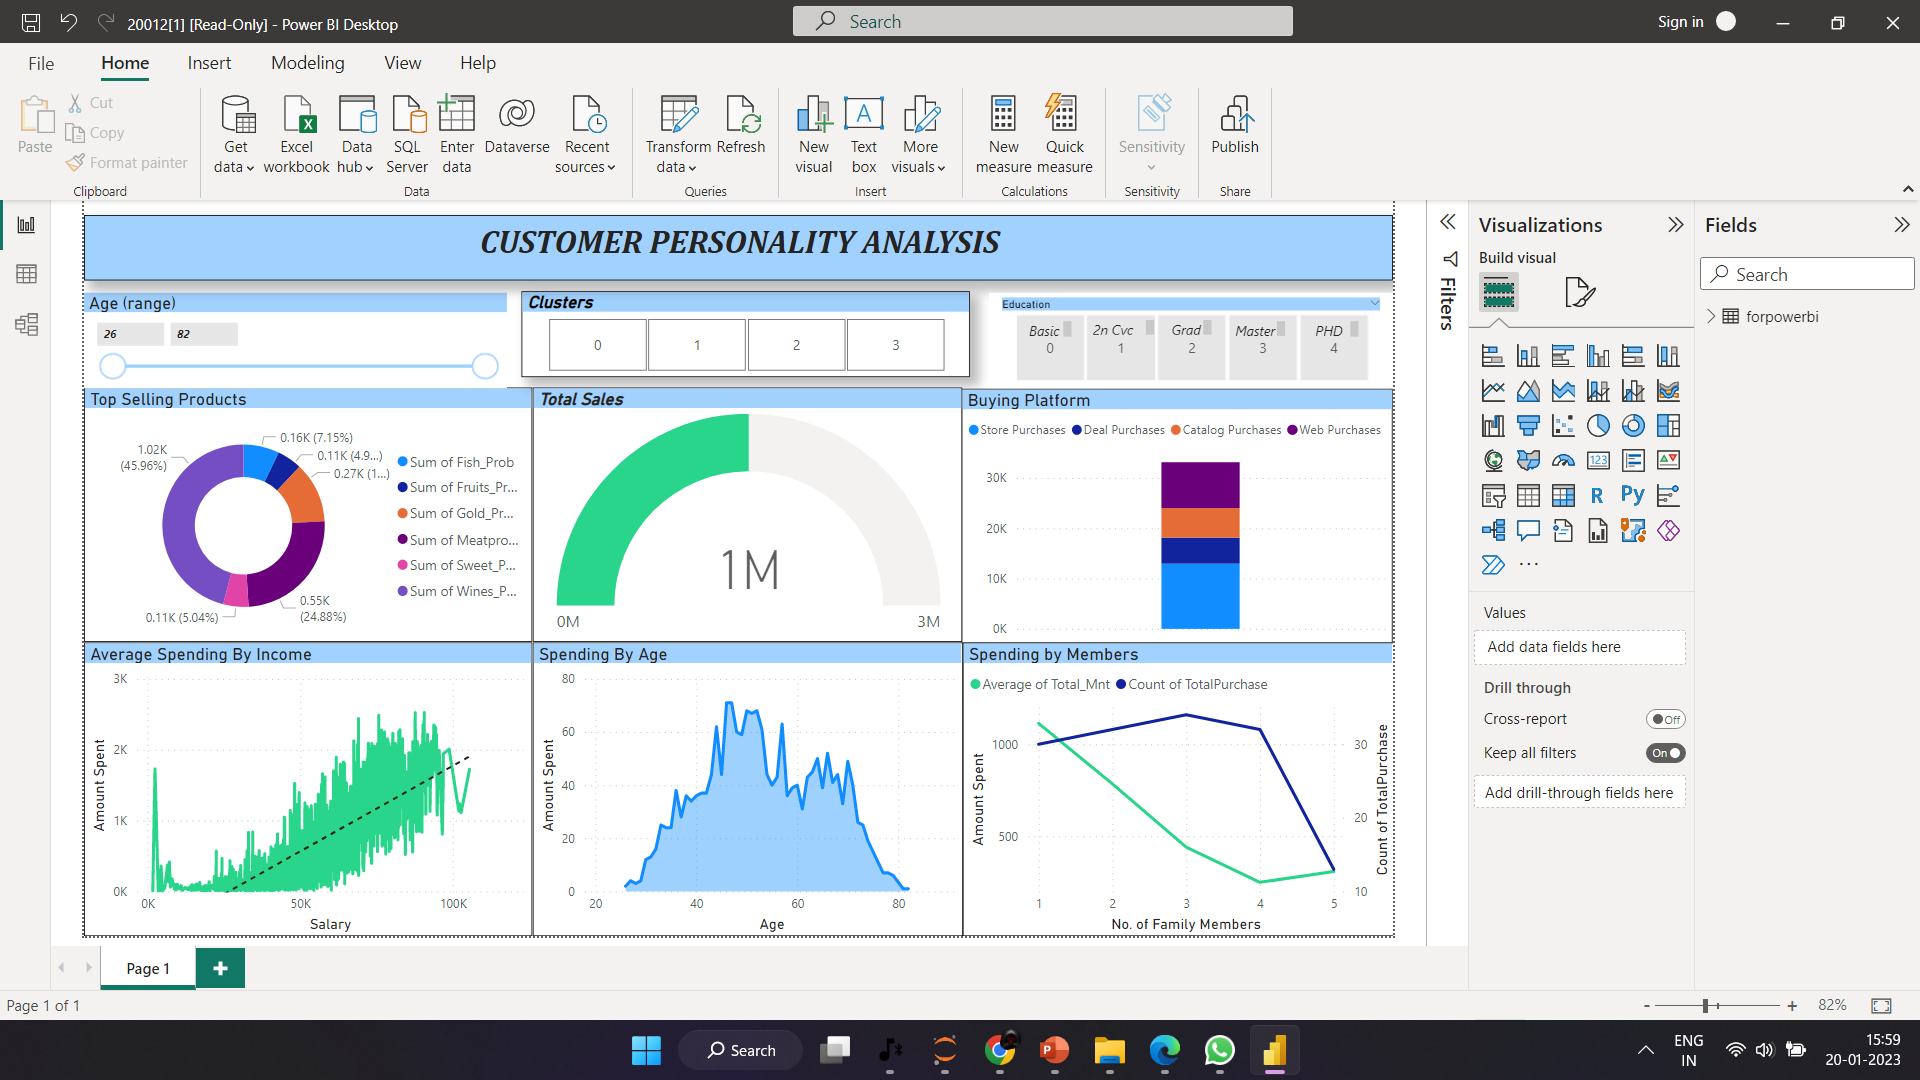 20012[1] [Read-Only] - Power BI Desktop
Search
Sign in
File Home Insert Modeling View Help
Paste
Cut
Copy
Format painter
Clipboard
Get data
Excel workbook
Data hub
SQL Server
Enter data
Dataverse
Recent sources
Data
Transform data
Refresh
Queries
New visual
Text box
More visuals
Insert
New measure
Quick measure
Calculations
Sensitivity
Sensitivity
Publish
Share
CUSTOMER PERSONALITY ANALYSIS
Age (range)
26 82
Clusters
0 1 2 3
Education
Basic 2n Cvc Grad Master PHD
0 1 2 3 4
Top Selling Products
0.16K (7.15%)
0.11K (4.9...)
0.27K (1...)
1.02K
(45.96%)
0.55K
(24.88%)
0.11K (5.04%)
Sum of Fish_Prob
Sum of Fruits_Pr...
Sum of Gold_Pr...
Sum of Meatpro...
Sum of Sweet_P...
Sum of Wines_P...
Total Sales
1M
0M 3M
Buying Platform
Store Purchases Deal Purchases Catalog Purchases Web Purchases
30K
20K
10K
0K
Average Spending By Income
3K
2K
1K
0K
Amount Spent
0K 50K 100K
Salary
Spending By Age
80
60
40
20
0
Amount Spent
20 40 60 80
Age
Spending by Members
Average of Total_Mnt Count of TotalPurchase
1000
500
Amount Spent
30
20
10
Count of TotalPurchase
1 2 3 4 5
No. of Family Members
Filters
Visualizations
Build visual
123
R Py
Values
Add data fields here
Drill through
Cross-report Off
Keep all filters On
Add drill-through fields here
Fields
Search
forpowerbi
Page 1
Page 1 of 1
- + 82%
Search
ENG
IN
15:59
20-01-2023